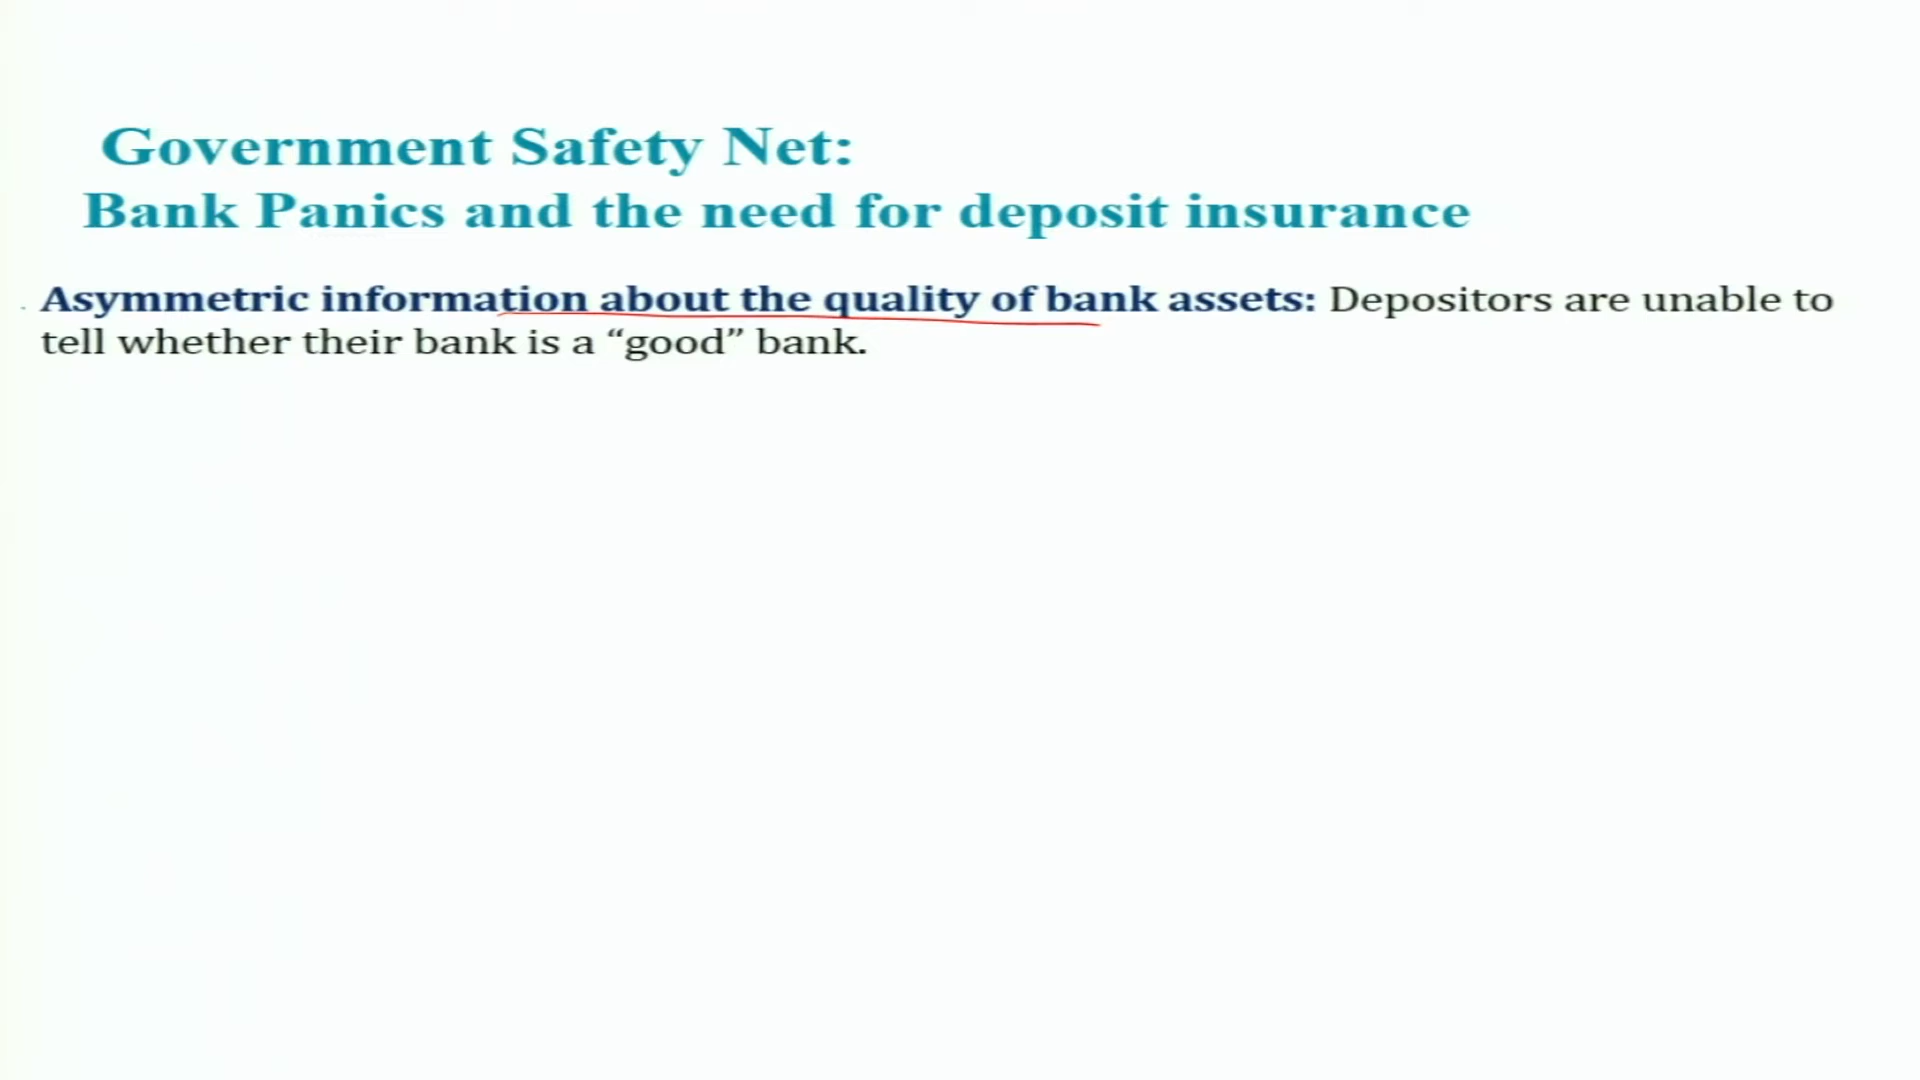 Government Safety Net:
Bank Panics and the need for deposit insurance
Asymmetric information about the quality of bank assets: Depositors are unable to
tell whether their bank is a “good” bank.